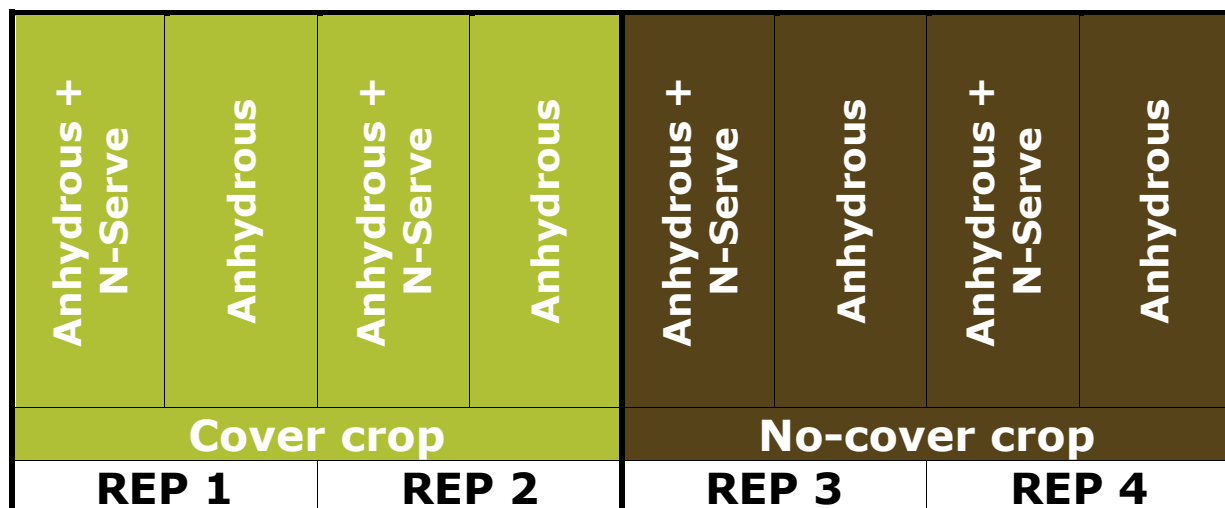 Anhydrous +
N-Serve
Anhydrous
Anhydrous +
N-Serve
Anhydrous
Anhydrous +
N-Serve
Anhydrous
Anhydrous +
N-Serve
Anhydrous
Cover crop
No-cover crop
REP 1
REP 2
REP 3
REP 4